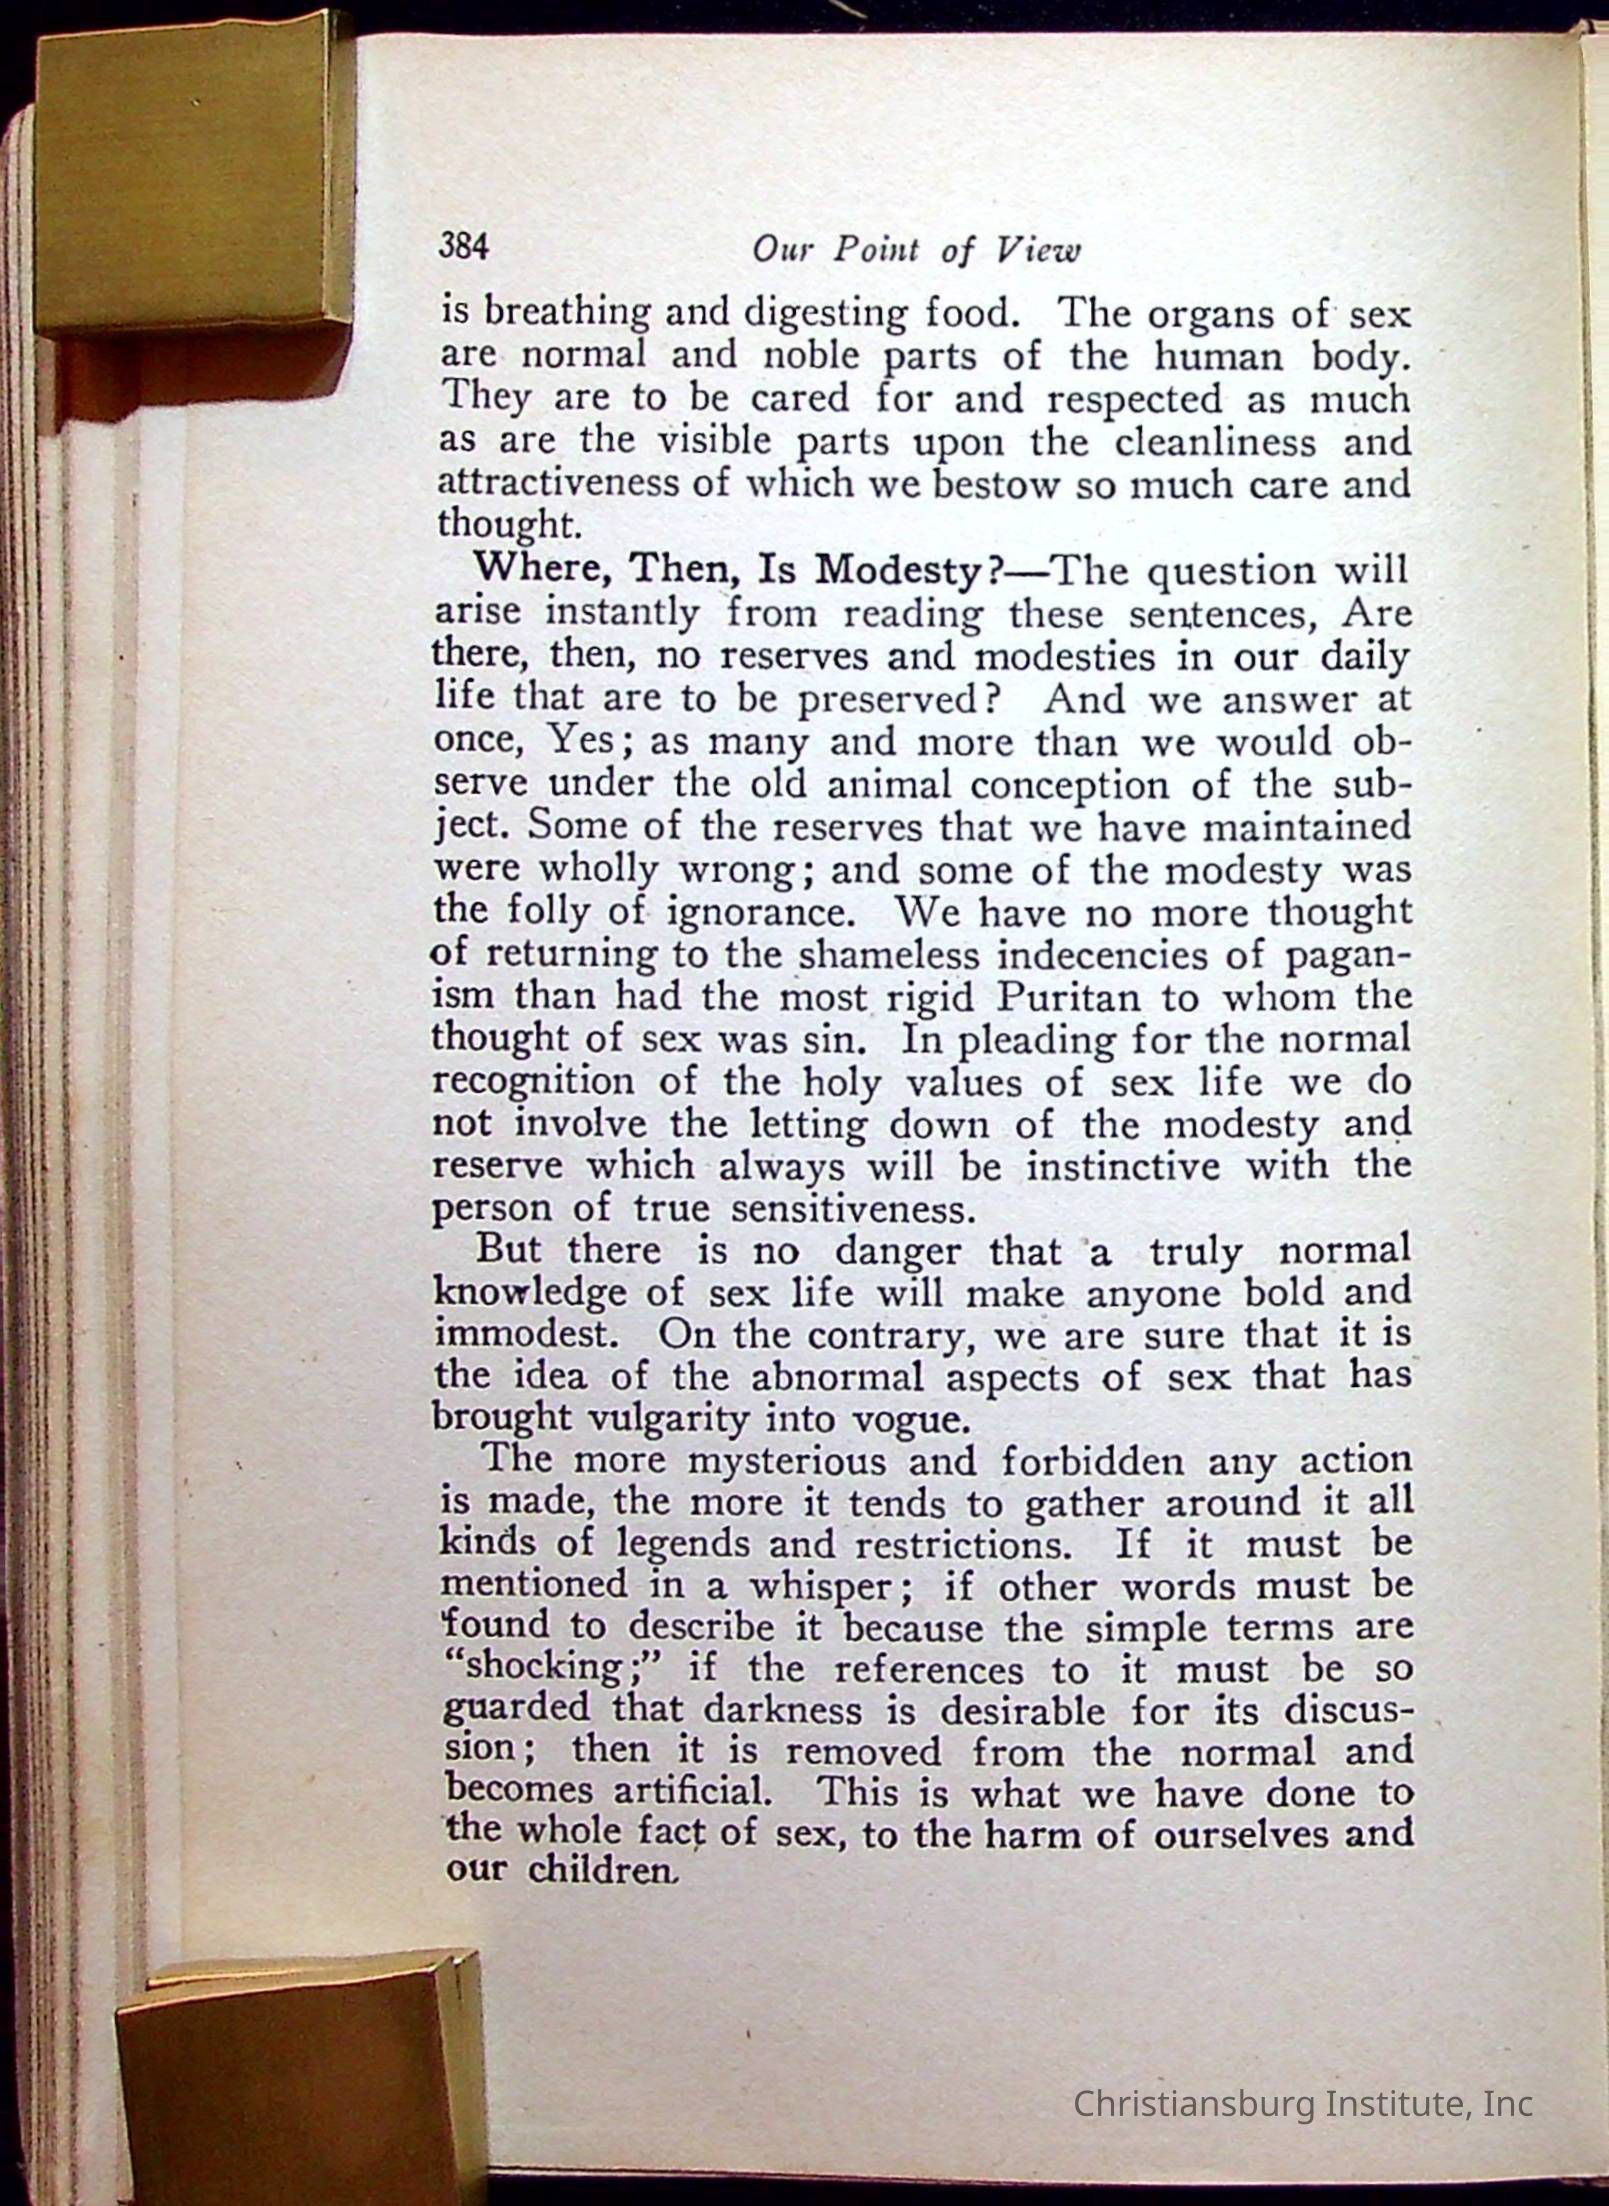 384 Our Point of View
is breathing and digesting food. The organs of sex
are normal and noble parts of the human body.
They are to be cared for and respected as much
as are the visible parts upon the cleanliness and
attractiveness of which we bestow so much care and
thought.
Where, Then, Is Modesty?—The question will
arise instantly from reading these sentences, Are
there, then, no reserves and modesties in our daily
life that are to be preserved? And we answer at
once, Yes; as many and more than we would ob-
serve under the old animal conception of the sub-
ject. Some of the reserves that we have maintained
were wholly wrong; and some of the modesty was
the folly of ignorance. We have no more thought
of returning to the shameless indecencies of pagan-
ism than had the most rigid Puritan to whom the
thought of sex was sin. In pleading for the normal
recognition of the holy values of sex life we do
not involve the letting down of the modesty and
reserve which always will be instinctive with the
person of true sensitiveness.
But there is no danger that a truly normal
knowledge of sex life will make anyone bold and
immodest. On the contrary, we are sure that it is
the idea of the abnormal aspects of sex that has
brought vulgarity into vogue.
The more mysterious and forbidden any action
is made, the more it tends to gather around it all
kinds of legends and restrictions. If it must be
mentioned in a whisper; if other words must be
found to describe it because the simple terms are
“shocking;” if the references to it must be so
guarded that darkness is desirable for its discus-
sion; then it is removed from the normal and
becomes artificial. This is what we have done to
the whole fact of sex, to the harm of ourselves and
our children.
Christiansburg Institute, Inc